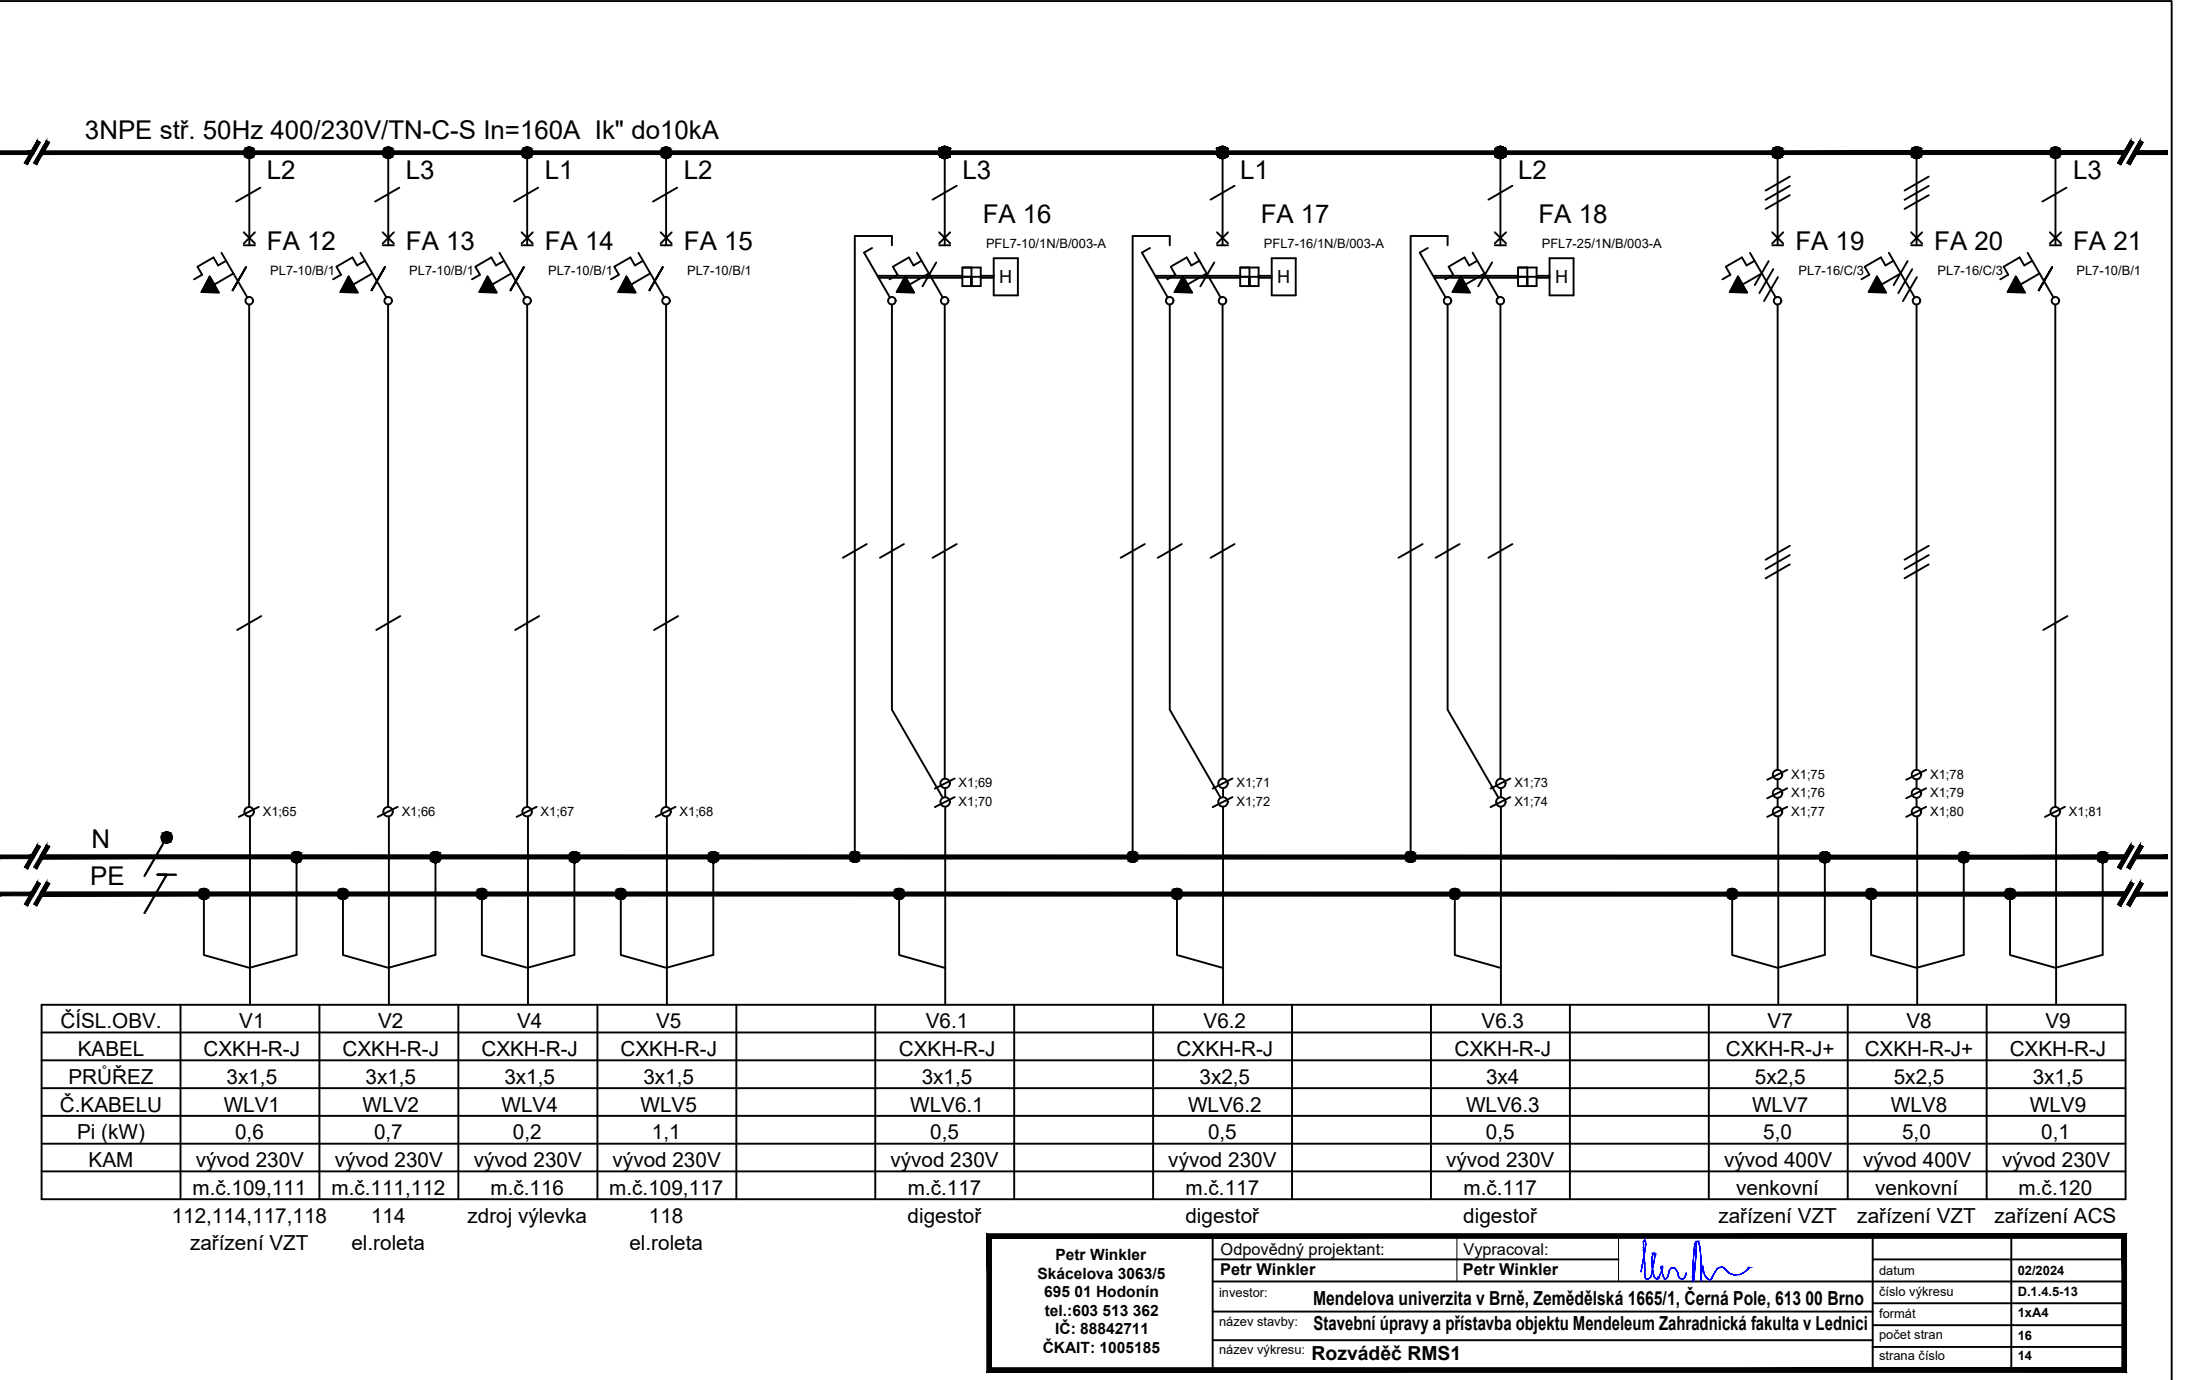 3NPE stř. 50Hz 400/230V/TN-C-S In=160A Ik" do10kA
L2 L3 L1 L2 L3 L1 L2 L3
FA 16 FA 17 FA 18
FA 12 FA 13 FA 14 FA 15 PFL7-10/1N/B/003-A PFL7-16/1N/B/003-A PFL7-25/1N/B/003-A FA 19 FA 20 FA 21
PL7-10/B/1 PL7-10/B/1 PL7-10/B/1 PL7-10/B/1 PL7-16/C/3 PL7-16/C/3 PL7-10/B/1
H H H
X1;75 X1;78
X1;69 X1;71 X1;73
X1;76 X1;79
X1;70 X1;72 X1;74
X1;65 X1;66 X1;67 X1;68 X1;77 X1;80 X1;81
N
PE
ČÍSL.OBV. V1 V2 V4 V5 V6.1 V6.2 V6.3 V7 V8 V9
KABEL CXKH-R-J CXKH-R-J CXKH-R-J CXKH-R-J CXKH-R-J CXKH-R-J CXKH-R-J CXKH-R-J+ CXKH-R-J+ CXKH-R-J
PRŮŘEZ 3x1,5 3x1,5 3x1,5 3x1,5 3x1,5 3x2,5 3x4 5x2,5 5x2,5 3x1,5
Č.KABELU WLV1 WLV2 WLV4 WLV5 WLV6.1 WLV6.2 WLV6.3 WLV7 WLV8 WLV9
Pi (kW) 0,6 0,7 0,2 1,1 0,5 0,5 0,5 5,0 5,0 0,1
KAM vývod 230V vývod 230V vývod 230V vývod 230V vývod 230V vývod 230V vývod 230V vývod 400V vývod 400V vývod 230V
m.č.109,111 m.č.111,112 m.č.116 m.č.109,117 m.č.117 m.č.117 m.č.117 venkovní venkovní m.č.120
112,114,117,118 114 zdroj výlevka 118 digestoř digestoř digestoř zařízení VZT zařízení VZT zařízení ACS
zařízení VZT el.roleta el.roleta
Petr Winkler
Skácelova 3063/5
695 01 Hodonín
tel.:603 513 362
IČ: 88842711
ČKAIT: 1005185
Odpovědný projektant: Vypracoval:
Petr Winkler Petr Winkler
investor: Mendelova univerzita v Brně, Zemědělská 1665/1, Černá Pole, 613 00 Brno
název stavby: Stavební úpravy a přístavba objektu Mendeleum Zahradnická fakulta v Lednici
název výkresu: Rozváděč RMS1
datum 02/2024
číslo výkresu D.1.4.5-13
formát 1xA4
počet stran 16
strana číslo 14